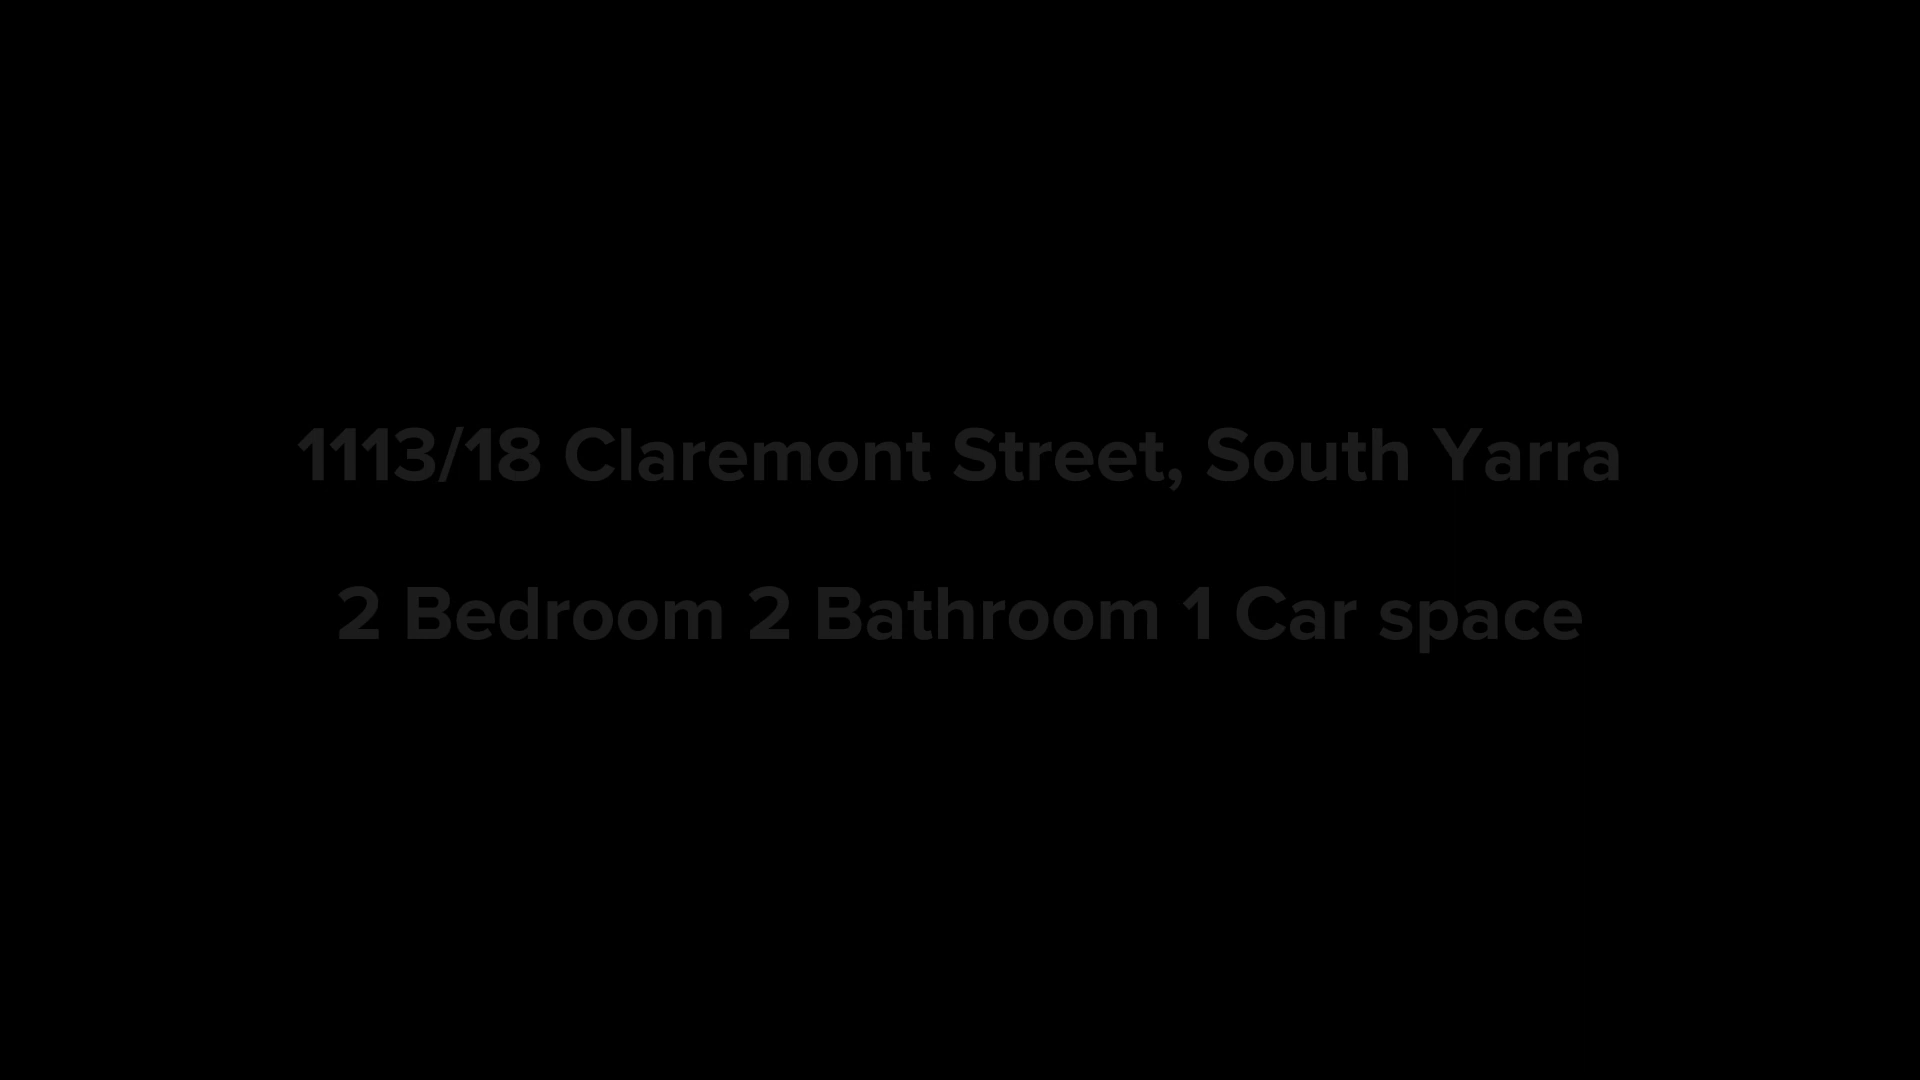 1113/18 Claremont Street, South Yarra
2 Bedroom 2 Bathroom 1 Car space